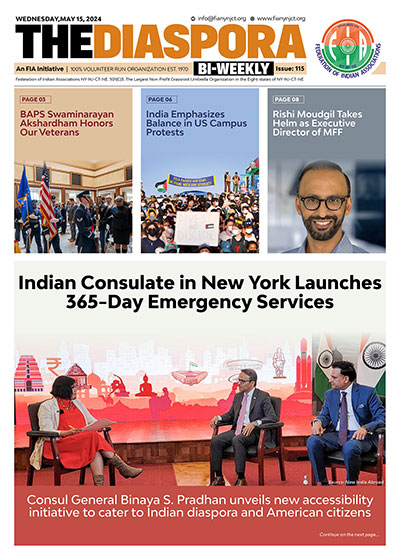 WEDNESDAY, MAY 15, 2024
info@fianynjct.org www.fianynjct.org
THE DIASPORA
An FIA Initiative | 100% VOLUNTEER RUN ORGANIZATION EST. 1970
BI-WEEKLY Issue: 115
FIA
FEDERATION OF INDIAN ASSOCIATIONS
Federation of Indian Associations NY-NJ-CT-NE 501(C)3. The Largest Non-Profit Grassroot Umbrella Organization in the Eight states of NY-NJ-CT-NE
PAGE 03
BAPS Swaminarayan
Akshardham Honors
Our Veterans
PAGE 06
India Emphasizes
Balance in US Campus
Protests
PAGE 08
Rishi Moudgil Takes
Helm as Executive
Director of MFF
Indian Consulate in New York Launches
365-Day Emergency Services
₹
Source: New India Abroad
Consul General Binaya S. Pradhan unveils new accessibility
initiative to cater to Indian diaspora and American citizens
Continue on the next page...